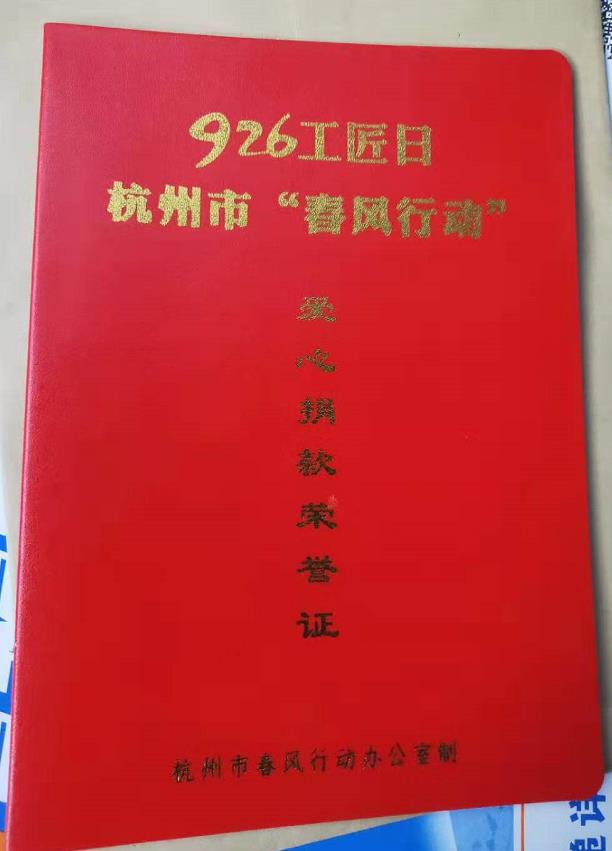 926工匠日
杭州市“春风行动”
爱心捐款荣誉证
杭州市春风行动办公室制